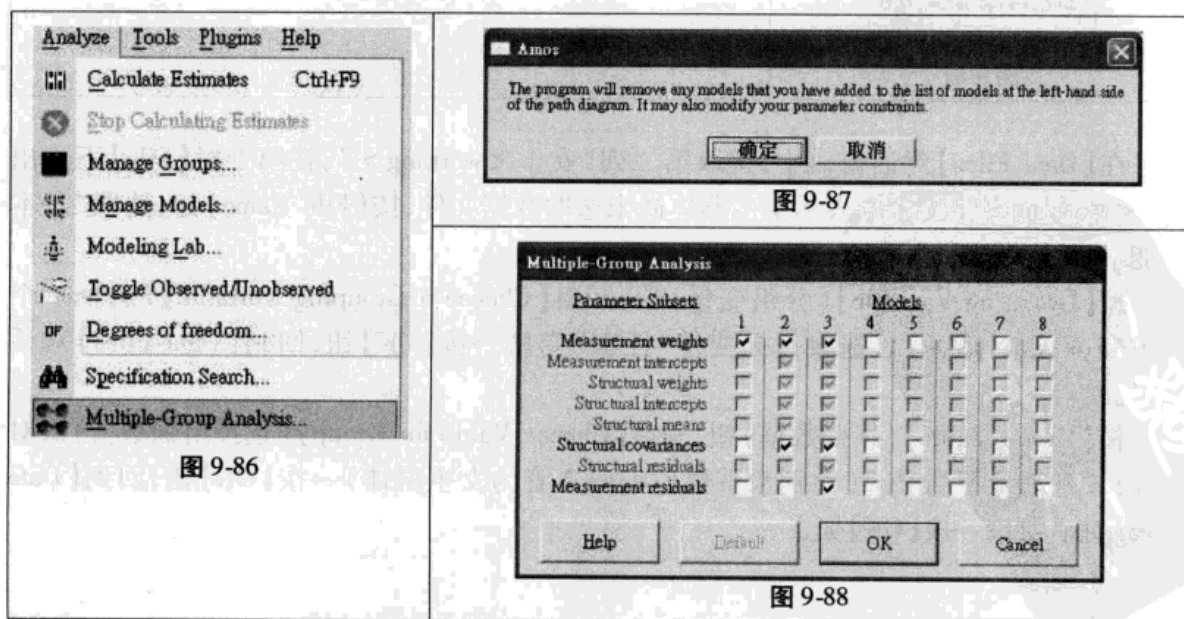 Analyze Tools Plugins Help
Calculate Estimates Ctrl+F9
Stop Calculating Estimates
Manage Groups...
Manage Models...
Modeling Lab...
Toggle Observed/Unobserved
DF Degrees of freedom...
Specification Search...
Multiple-Group Analysis...
图 9-86
Amos
The program will remove any models that you have added to the list of models at the left-hand side
of the path diagram. It may also modify your parameter constraints.
确定 取消
图 9-87
Multiple-Group Analysis
Parameter Subsets Models
1 2 3 4 5 6 7 8
Measurement weights
Measurement intercepts
Structural weights
Structural intercepts
Structural means
Structural covariances
Structural residuals
Measurement residuals
Help Default OK Cancel
图 9-88